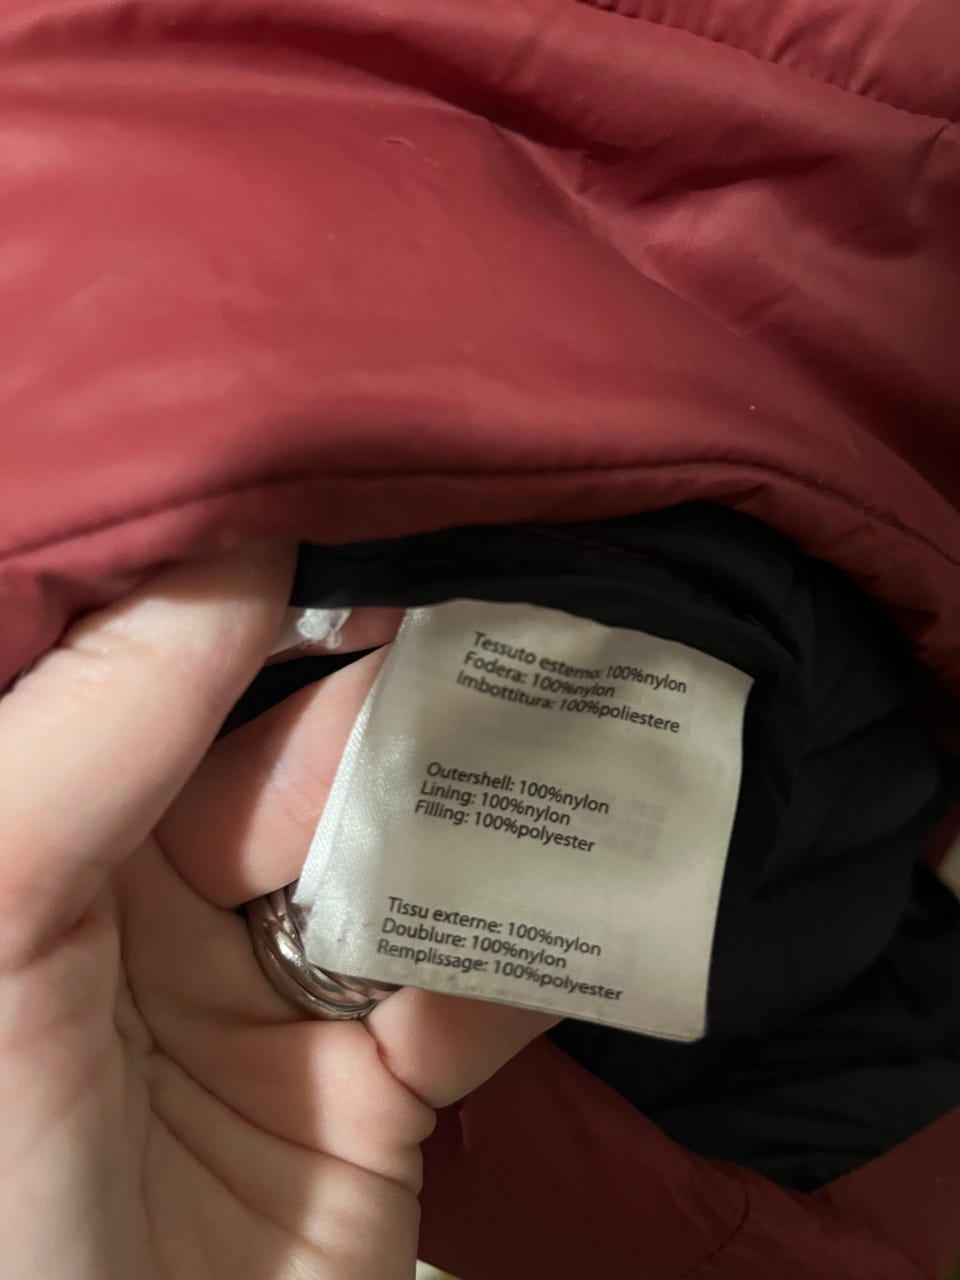 Tessuto esterno: 100%nylon
Fodera: 100%nylon
Imbottitura: 100%poliestere
Outershell: 100%nylon
Lining: 100%nylon
Filling: 100%polyester
Tissu externe: 100%nylon
Doublure: 100%nylon
Remplissage: 100%polyester